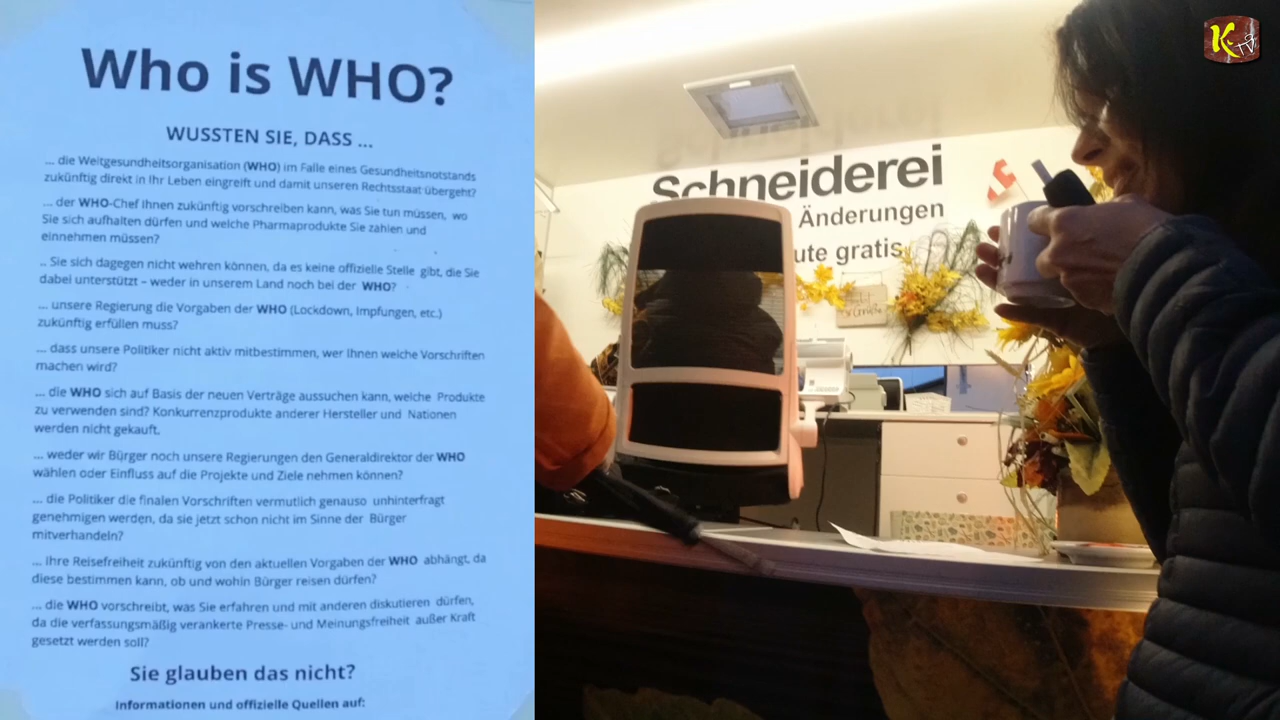 Who is WHO?
WUSSTEN SIE, DASS ...
... die Weltgesundheitsorganisation (WHO) im Falle eines Gesundheitsnotstands
zukünftig direkt in Ihr Leben eingreift und damit unseren Rechtsstaat übergeht?
... der WHO-Chef Ihnen zukünftig vorschreiben kann, was Sie tun müssen, wo
Sie sich aufhalten dürfen und welche Pharmaprodukte Sie zahlen und
einnehmen müssen?
.. Sie sich dagegen nicht wehren können, da es keine offizielle Stelle gibt, die Sie
dabei unterstützt – weder in unserem Land noch bei der WHO?
... unsere Regierung die Vorgaben der WHO (Lockdown, Impfungen, etc.)
zukünftig erfüllen muss?
... dass unsere Politiker nicht aktiv mitbestimmen, wer Ihnen welche Vorschriften
machen wird?
... die WHO sich auf Basis der neuen Verträge aussuchen kann, welche Produkte
zu verwenden sind? Konkurrenzprodukte anderer Hersteller und Nationen
werden nicht gekauft.
... weder wir Bürger noch unsere Regierungen den Generaldirektor der WHO
wählen oder Einfluss auf die Projekte und Ziele nehmen können?
... die Politiker die finalen Vorschriften vermutlich genauso unhinterfragt
genehmigen werden, da sie jetzt schon nicht im Sinne der Bürger
mitverhandeln?
... Ihre Reisefreiheit zukünftig von den aktuellen Vorgaben der WHO abhängt, da
diese bestimmen kann, ob und wohin Bürger reisen dürfen?
... die WHO vorschreibt, was Sie erfahren und mit anderen diskutieren dürfen,
da die verfassungsmäßig verankerte Presse- und Meinungsfreiheit außer Kraft
gesetzt werden soll?
Sie glauben das nicht?
Informationen und offizielle Quellen auf:
Schneiderei
Änderungen
ute gratis
K TV